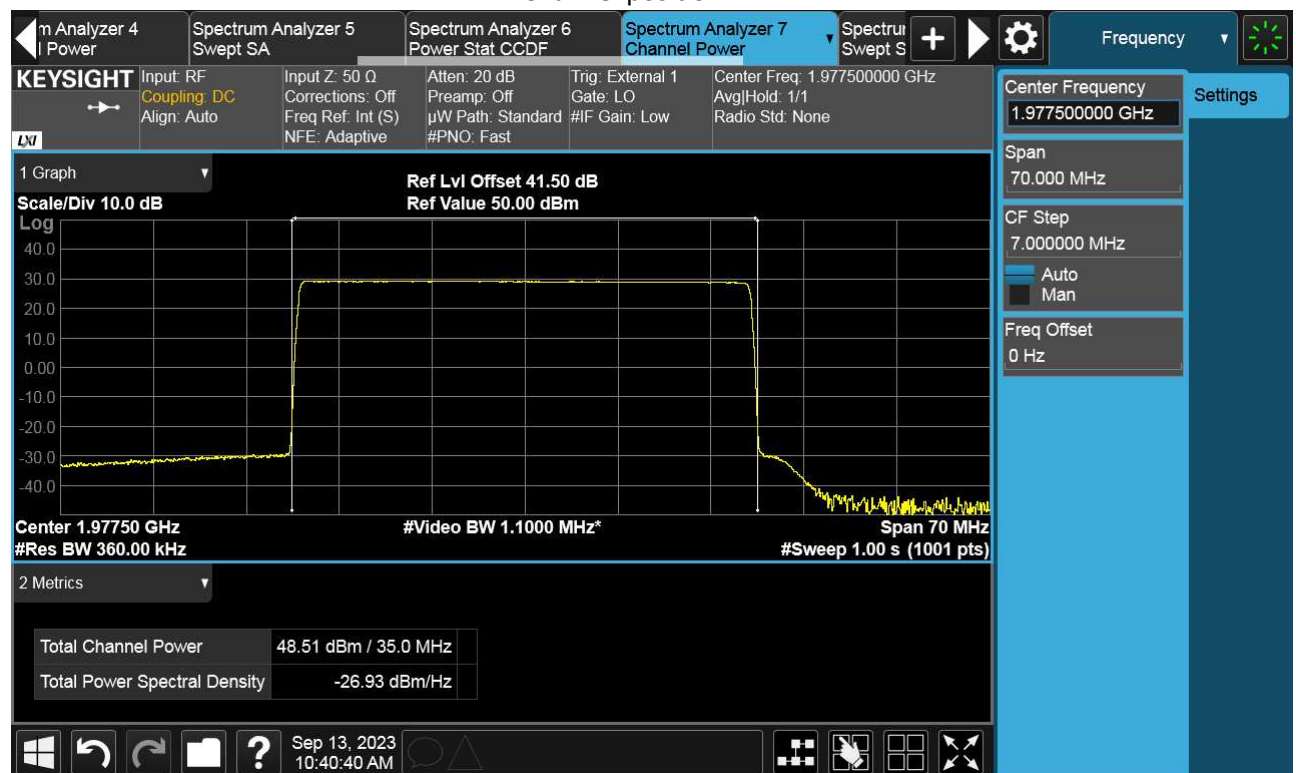 m Analyzer 4
l Power
Spectrum Analyzer 5
Swept SA
Spectrum Analyzer 6
Power Stat CCDF
Spectrum Analyzer 7
Channel Power
Spectrur
Swept S
Frequency
KEYSIGHT
LXI
Input: RF
Coupling: DC
Align: Auto
Input Z: 50 Ω
Corrections: Off
Freq Ref: Int (S)
NFE: Adaptive
Atten: 20 dB
Preamp: Off
µW Path: Standard
#PNO: Fast
Trig: External 1
Gate: LO
#IF Gain: Low
Center Freq: 1.977500000 GHz
Avg|Hold: 1/1
Radio Std: None
Center Frequency
1.977500000 GHz
Settings
Span
70.000 MHz
CF Step
7.000000 MHz
Auto
Man
Freq Offset
0 Hz
1 Graph
Scale/Div 10.0 dB
Ref Lvl Offset 41.50 dB
Ref Value 50.00 dBm
Log
40.0
30.0
20.0
10.0
0.00
-10.0
-20.0
-30.0
-40.0
Center 1.97750 GHz
#Res BW 360.00 kHz
#Video BW 1.1000 MHz*
Span 70 MHz
#Sweep 1.00 s (1001 pts)
2 Metrics
Total Channel Power 48.51 dBm / 35.0 MHz
Total Power Spectral Density -26.93 dBm/Hz
?
Sep 13, 2023
10:40:40 AM